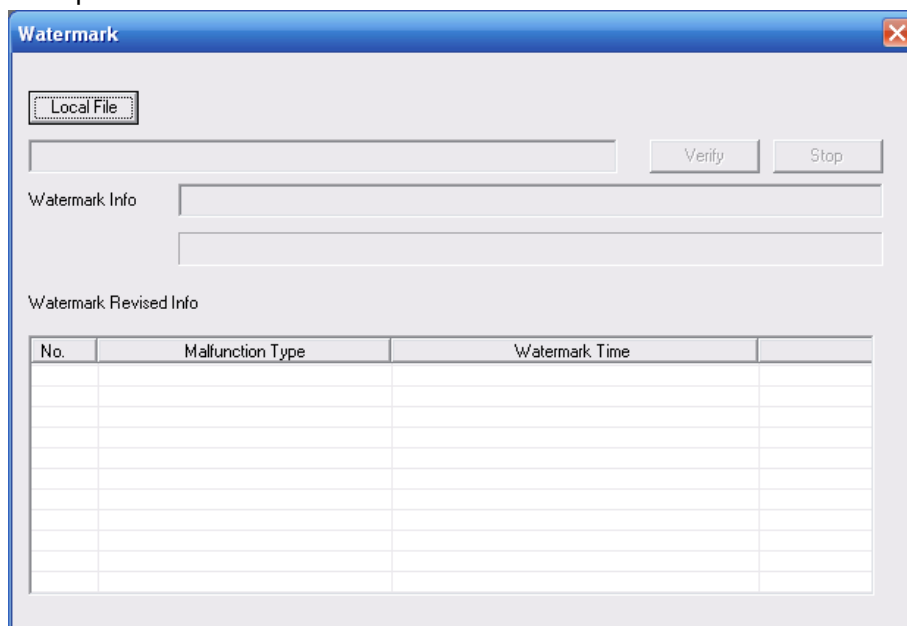 Watermark
Local File
Verify Stop
Watermark Info
Watermark Revised Info
No. Malfunction Type Watermark Time